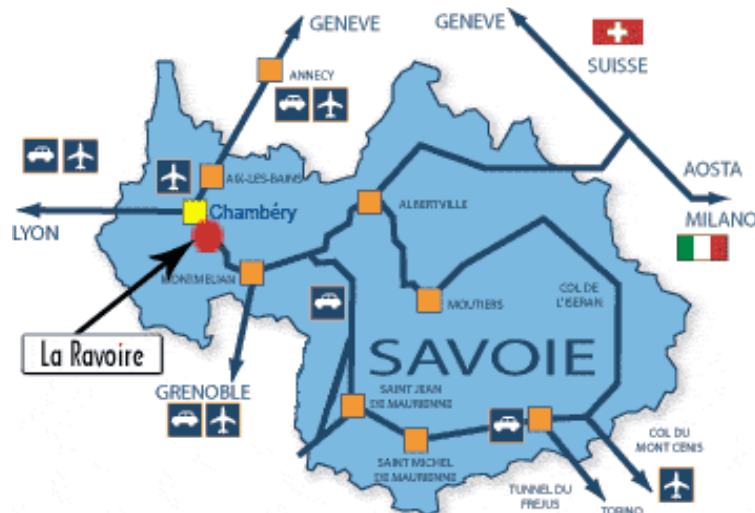 GENEVE
GENEVE
SUISSE
ANNECY
AIX-LES-BAINS
AOSTA
Chambéry
ALBERTVILLE
MILANO
LYON
MONTMELIAN
COL DE
L'ISERAN
MOUTIERS
La Ravoire
SAVOIE
GRENOBLE
SAINT JEAN
DE MAURIENNE
COL DU
MONT CENIS
SAINT MICHEL
DE MAURIENNE
TUNNEL DU
FREJUS
TORINO